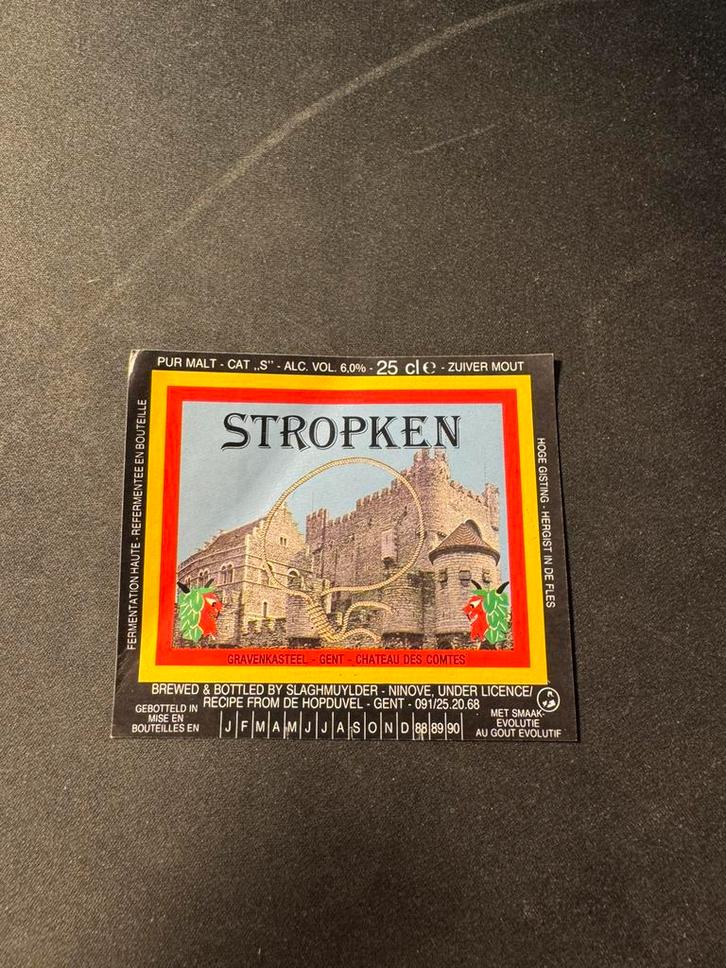 PUR MALT - CAT „S" - ALC. VOL. 6,0% - 25 cl e - ZUIVER MOUT
FERMENTATION HAUTE - REFERMENTEE EN BOUTEILLE
STROPKEN
HOGE GISTING - HERGIST IN DE FLES
GRAVENKASTEEL - GENT - CHATEAU DES COMTES
BREWED & BOTTLED BY SLAGHMUYLDER - NINOVE, UNDER LICENCE/
RECIPE FROM DE HOPDUVEL - GENT - 091/25.20.68
GEBOTTELD IN
MISE EN
BOUTEILLES EN
J F M A M J J A S O N D 88 89 90
MET SMAAK-
EVOLUTIE
AU GOUT EVOLUTIF